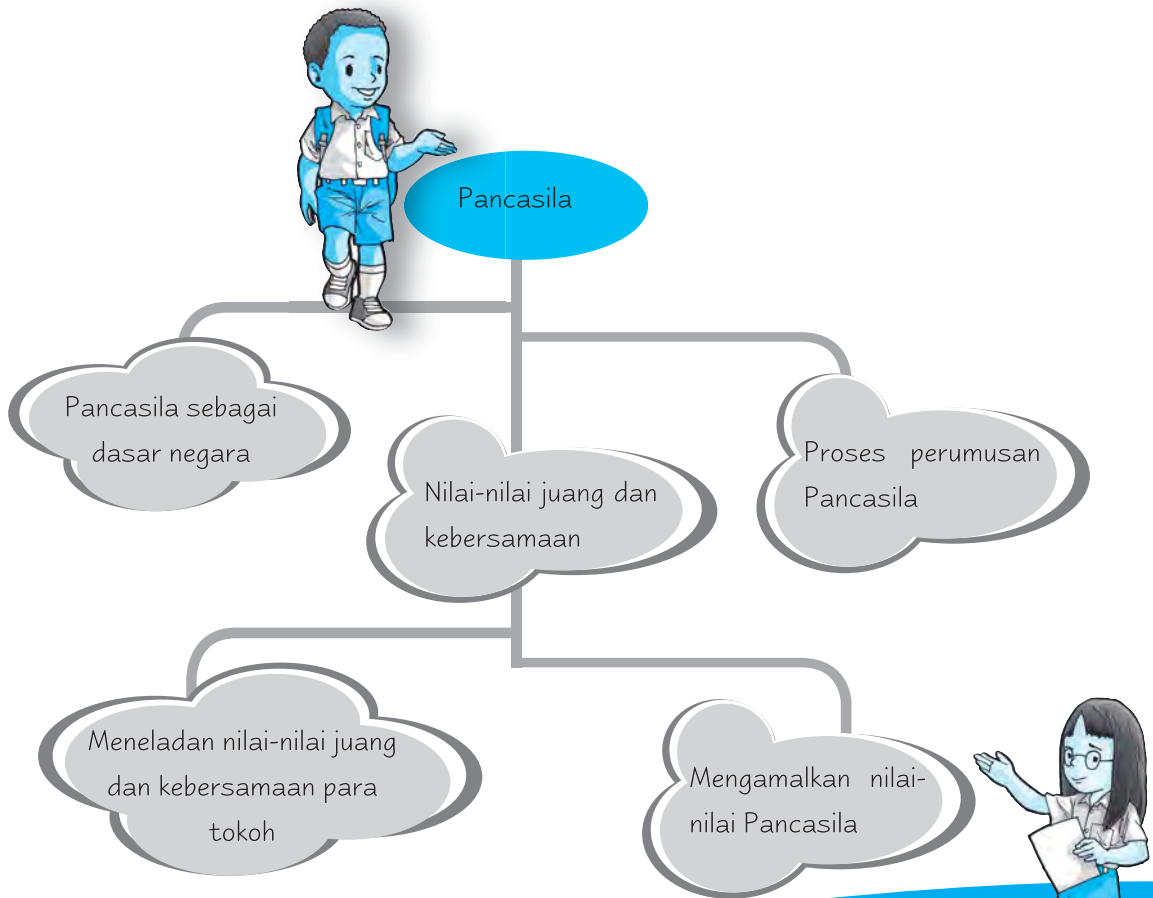 Pancasila
Pancasila sebagai
dasar negara
Nilai-nilai juang dan
kebersamaan
Proses perumusan
Pancasila
Meneladan nilai-nilai juang
dan kebersamaan para
tokoh
Mengamalkan nilai-
nilai Pancasila